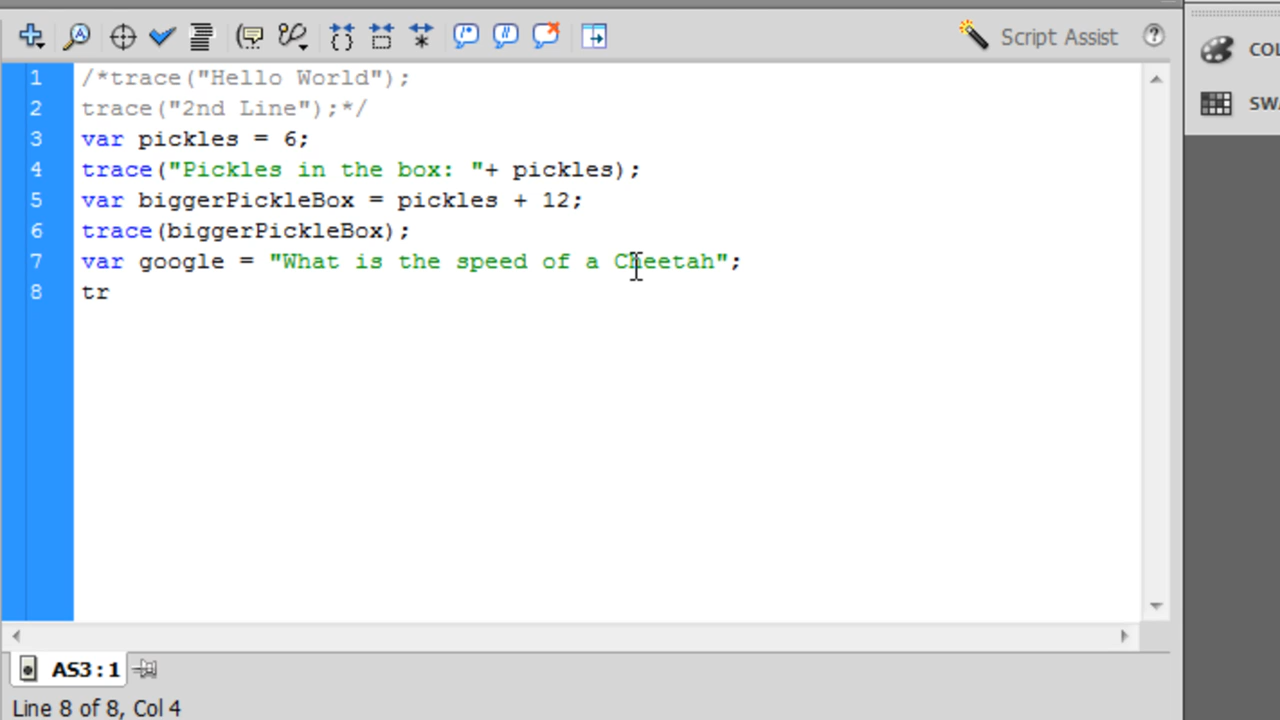 Script Assist
COL
SWA
1 /*trace("Hello World");
2 trace("2nd Line");*/
3 var pickles = 6;
4 trace("Pickles in the box: "+ pickles);
5 var biggerPickleBox = pickles + 12;
6 trace(biggerPickleBox);
7 var google = "What is the speed of a Cheetah";
8 tr
AS3:1
Line 8 of 8, Col 4